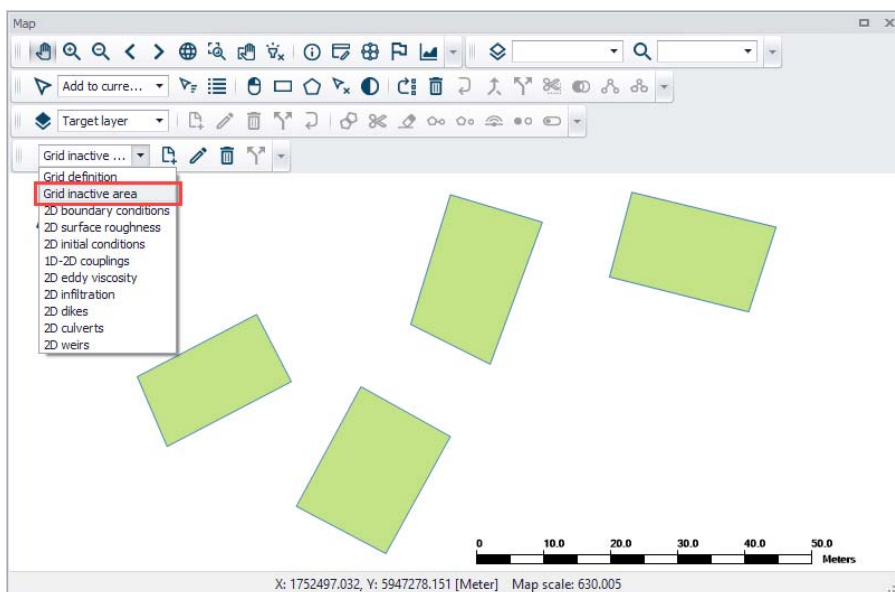 Map
Add to curre...
Target layer
Grid inactive ...
Grid definition
Grid inactive area
2D boundary conditions
2D surface roughness
2D initial conditions
1D-2D couplings
2D eddy viscosity
2D infiltration
2D dikes
2D culverts
2D weirs
0 10.0 20.0 30.0 40.0 50.0
Meters
X: 1752497.032, Y: 5947278.151 [Meter] Map scale: 630.005